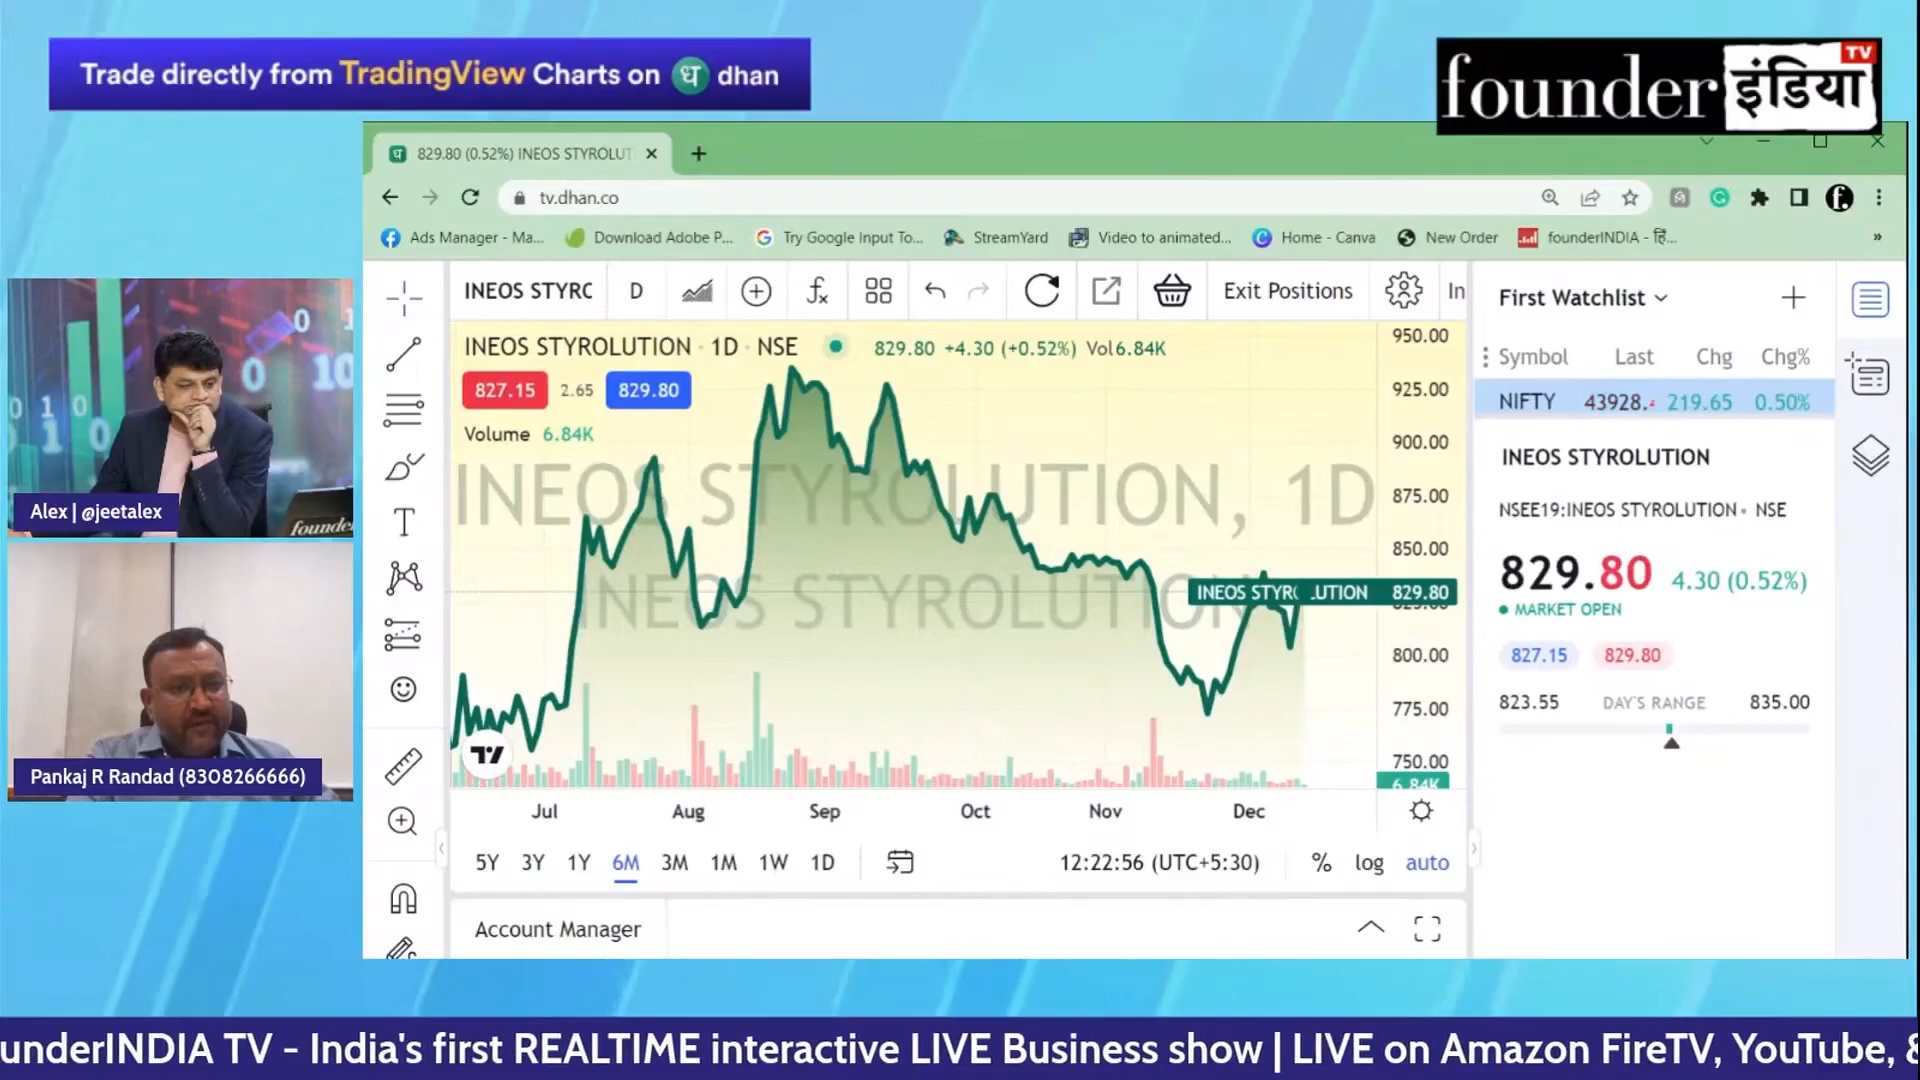 Trade directly from TradingView Charts on ध dhan
founder इंडिया TV
829.80 (0.52%) INEOS STYROLUT
tv.dhan.co
Ads Manager - Ma...
Download Adobe P...
Try Google Input To...
StreamYard
Video to animated...
Home - Canva
New Order
founderINDIA - हिं...
»
INEOS STYRC
D
Exit Positions
In
First Watchlist
INEOS STYROLUTION · 1D · NSE
829.80 +4.30 (+0.52%) Vol6.84K
827.15 2.65 829.80
Volume 6.84K
Symbol Last Chg Chg%
NIFTY 43928. 219.65 0.50%
INEOS STYROLUTION, 1D
INEOS STYROLUTION
950.00
925.00
900.00
875.00
850.00
INEOS STYR LUTION 829.80
800.00
775.00
750.00
6.84K
INEOS STYROLUTION
NSEE19:INEOS STYROLUTION • NSE
829.80 4.30 (0.52%)
MARKET OPEN
827.15 829.80
823.55 DAY'S RANGE 835.00
Jul Aug Sep Oct Nov Dec
5Y 3Y 1Y 6M 3M 1M 1W 1D
12:22:56 (UTC+5:30) % log auto
Account Manager
Alex | @jeetalex
founder
Pankaj R Randad (8308266666)
underINDIA TV - India's first REALTIME interactive LIVE Business show | LIVE on Amazon FireTV, YouTube, &